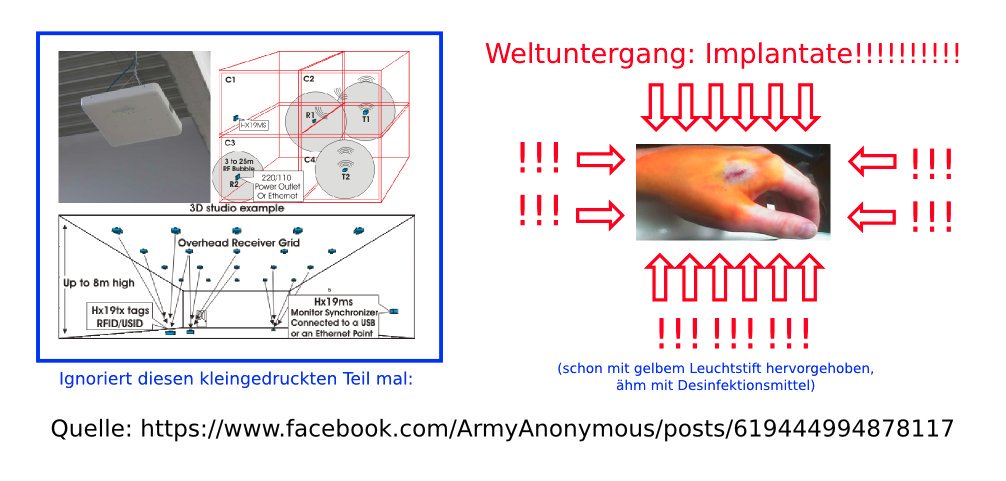 C1
C2
HX19MS
R1
T1
C3
C4
3 to 25m
RF Bubble
R2
220/110
Power Outlet
Or Ethernet
T2
3D studio example
Overhead Receiver Grid
Up to 8m high
Hx19tx tags
RFID/USID
Hx19ms
Monitor Synchronizer
Connected to a USB
or an Ethernet Point
Ignoriert diesen kleingedruckten Teil mal:
Weltuntergang: Implantate!!!!!!!!!!
!!!
!!!
!!!
!!!
!!! !!! !!!
(schon mit gelbem Leuchtstift hervorgehoben,
ähm mit Desinfektionsmittel)
Quelle: https://www.facebook.com/ArmyAnonymous/posts/619444994878117